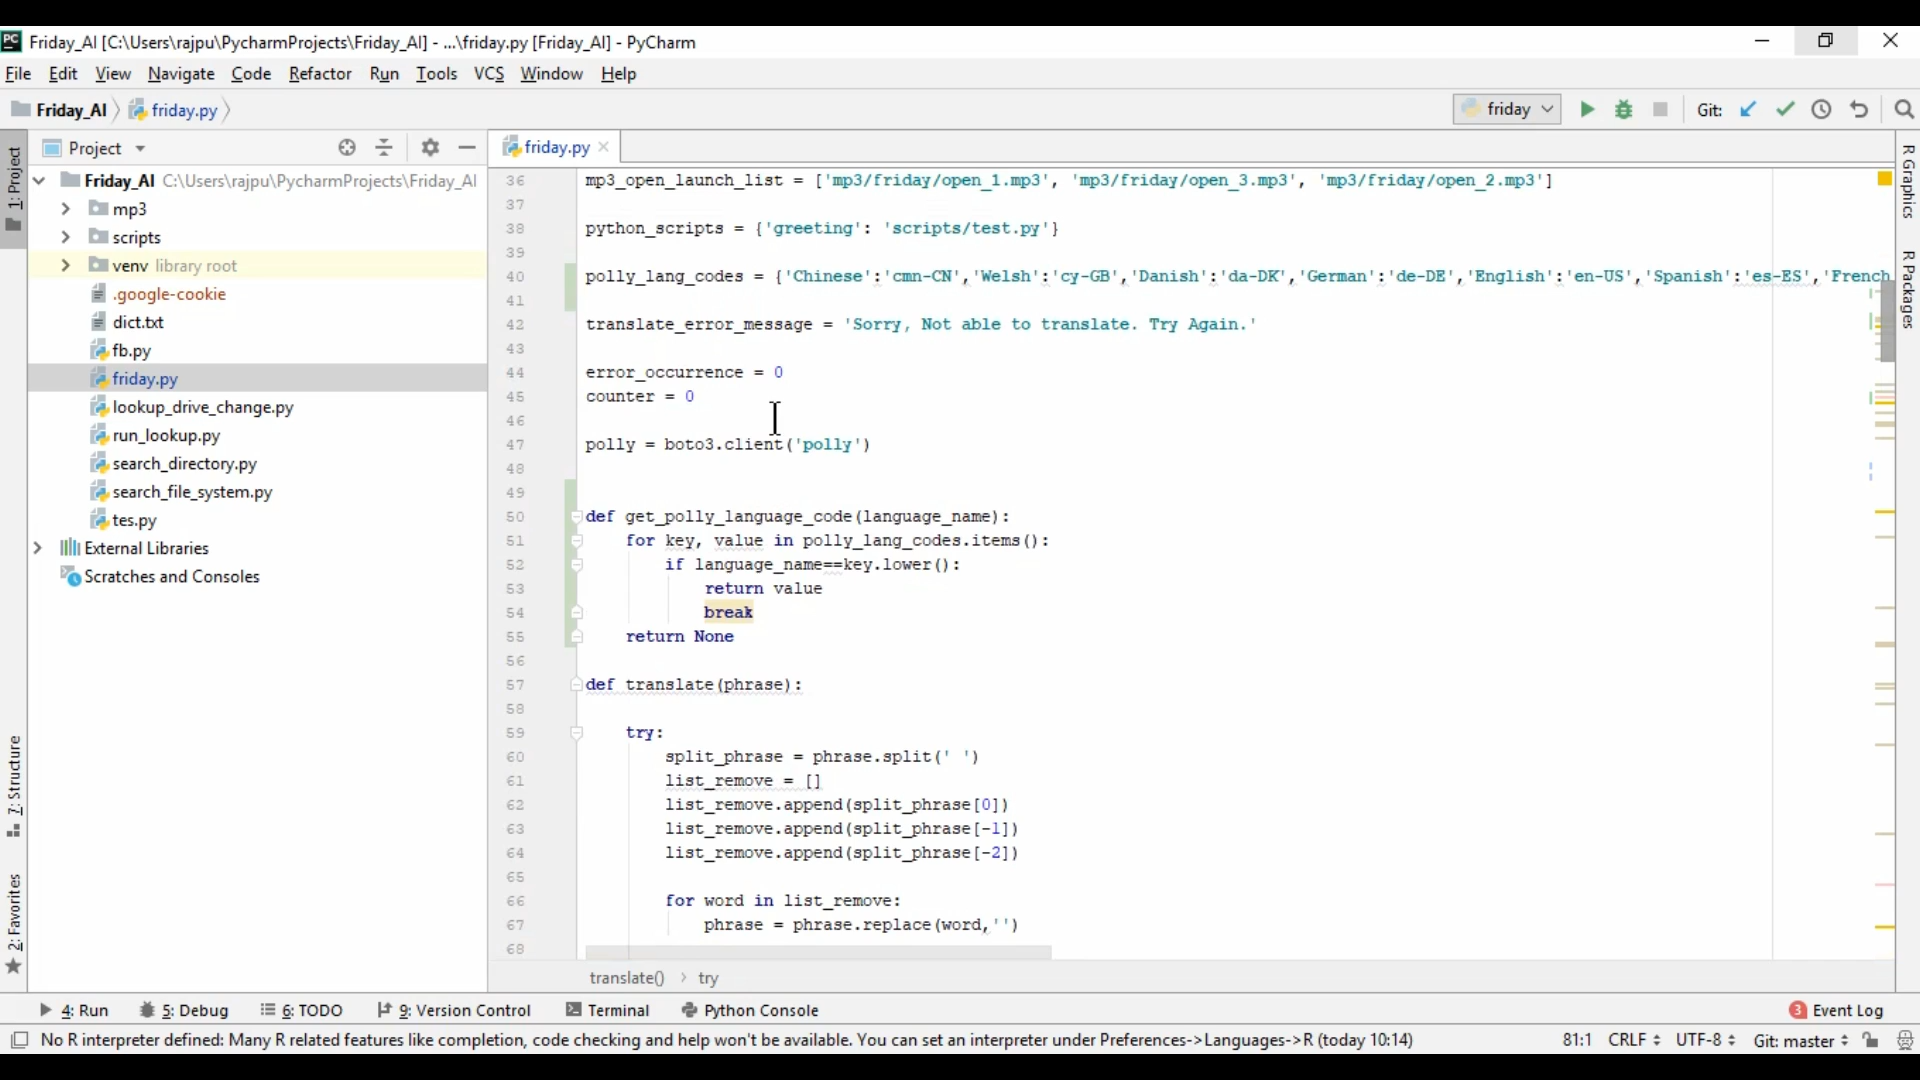 Friday_AI [C:\Users\rajpu\PycharmProjects\Friday_AI] - ...\friday.py [Friday_AI] - PyCharm
File Edit View Navigate Code Refactor Run Tools VCS Window Help
Friday_AI friday.py
friday
Git:
1: Project
7: Structure
2: Favorites
Project
Friday_AI C:\Users\rajpu\PycharmProjects\Friday_AI
mp3
scripts
venv library root
.google-cookie
dict.txt
fb.py
friday.py
lookup_drive_change.py
run_lookup.py
search_directory.py
search_file_system.py
tes.py
External Libraries
Scratches and Consoles
friday.py
36 mp3_open_launch_list = ['mp3/friday/open_1.mp3', 'mp3/friday/open_3.mp3', 'mp3/friday/open_2.mp3']
37
38 python_scripts = {'greeting': 'scripts/test.py'}
39
40 polly_lang_codes = {'Chinese':'cmn-CN','Welsh':'cy-GB','Danish':'da-DK','German':'de-DE','English':'en-US','Spanish':'es-ES','French
41
42 translate_error_message = 'Sorry, Not able to translate. Try Again.'
43
44 error_occurrence = 0
45 counter = 0
46
47 polly = boto3.client('polly')
48
49
50 def get_polly_language_code(language_name):
51     for key, value in polly_lang_codes.items():
52         if language_name==key.lower():
53             return value
54             break
55     return None
56
57 def translate(phrase):
58
59     try:
60         split_phrase = phrase.split(' ')
61         list_remove = []
62         list_remove.append(split_phrase[0])
63         list_remove.append(split_phrase[-1])
64         list_remove.append(split_phrase[-2])
65
66         for word in list_remove:
67             phrase = phrase.replace(word,'')
68
translate() try
R Graphics
R Packages
4: Run 5: Debug 6: TODO 9: Version Control Terminal Python Console 3 Event Log
No R interpreter defined: Many R related features like completion, code checking and help won't be available. You can set an interpreter under Preferences->Languages->R (today 10:14) 81:1 CRLF UTF-8 Git: master